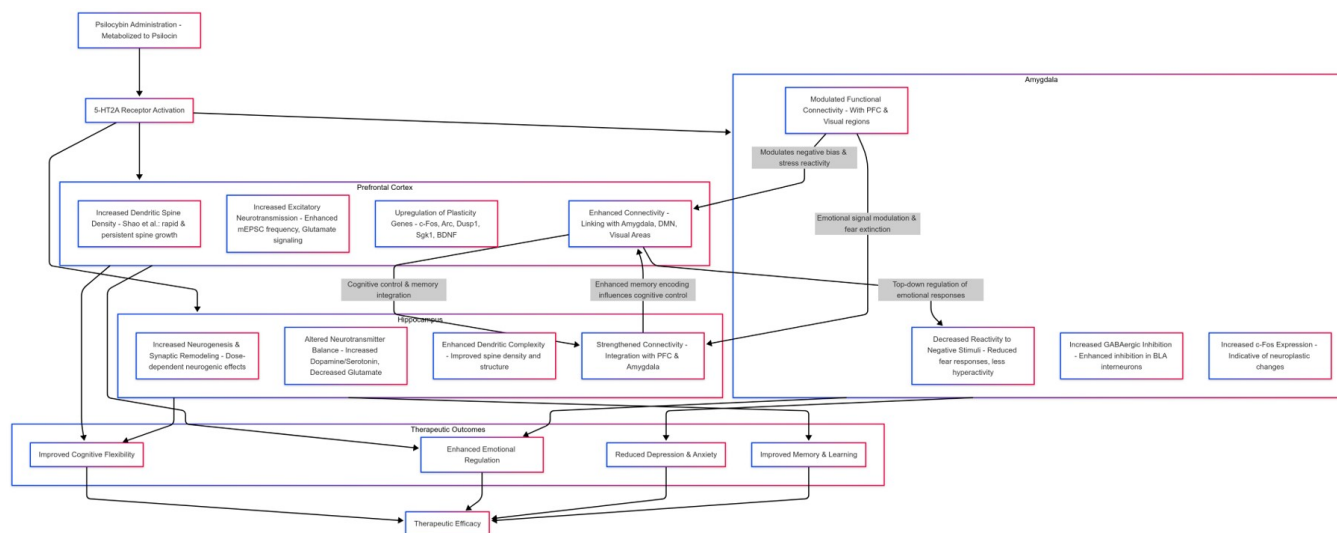 Psilocybin Administration -
Metabolized to Psilocin
5-HT2A Receptor Activation
Amygdala
Modulated Functional
Connectivity - With PFC &
Visual regions
Modulates negative bias &
stress reactivity
Emotional signal modulation &
fear extinction
Prefrontal Cortex
Increased Dendritic Spine
Density - Shao et al.: rapid &
persistent spine growth
Increased Excitatory
Neurotransmission - Enhanced
mEPSC frequency, Glutamate
signaling
Upregulation of Plasticity
Genes - c-Fos, Arc, Dusp1,
Sgk1, BDNF
Enhanced Connectivity -
Linking with Amygdala, DMN,
Visual Areas
Cognitive control & memory
integration
Enhanced memory encoding
influences cognitive control
Top-down regulation of
emotional responses
Hippocampus
Increased Neurogenesis &
Synaptic Remodeling - Dose-
dependent neurogenic effects
Altered Neurotransmitter
Balance - Increased
Dopamine/Serotonin,
Decreased Glutamate
Enhanced Dendritic Complexity
- Improved spine density and
structure
Strengthened Connectivity -
Integration with PFC &
Amygdala
Decreased Reactivity to
Negative Stimuli - Reduced
fear responses, less
hyperactivity
Increased GABAergic Inhibition
- Enhanced inhibition in BLA
interneurons
Increased c-Fos Expression -
Indicative of neuroplastic
changes
Therapeutic Outcomes
Improved Cognitive Flexibility
Enhanced Emotional
Regulation
Reduced Depression & Anxiety
Improved Memory & Learning
Therapeutic Efficacy